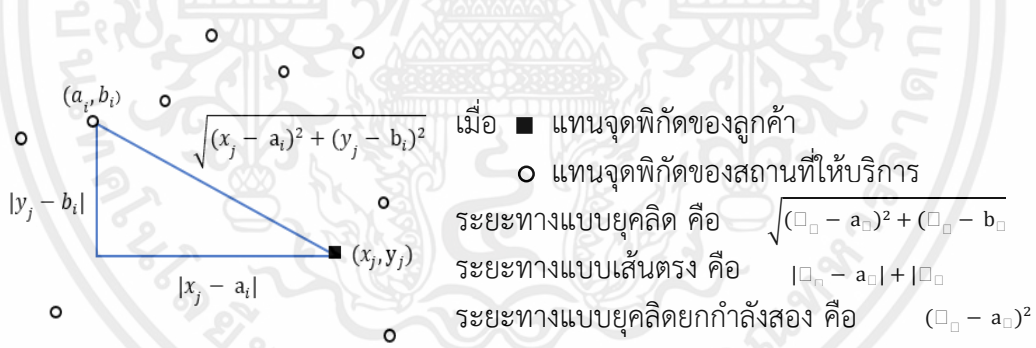 (a_i, b_i)
√((x_j − a_i)² + (y_j − b_i)²)
|y_j − b_i|
(x_j, y_j)
|x_j − a_i|
เมื่อ ■ แทนจุดพิกัดของลูกค้า
○ แทนจุดพิกัดของสถานที่ให้บริการ
ระยะทางแบบยุคลิด คือ √((□_□ − a_□)² + (□_□ − b_□
ระยะทางแบบเส้นตรง คือ |□_□ − a_□| + |□_□
ระยะทางแบบยุคลิดยกกำลังสอง คือ (□_□ − a_□)²